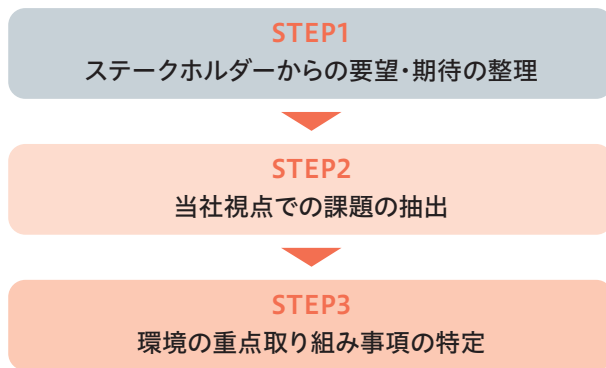 STEP1
ステークホルダーからの要望・期待の整理
STEP2
当社視点での課題の抽出
STEP3
環境の重点取り組み事項の特定